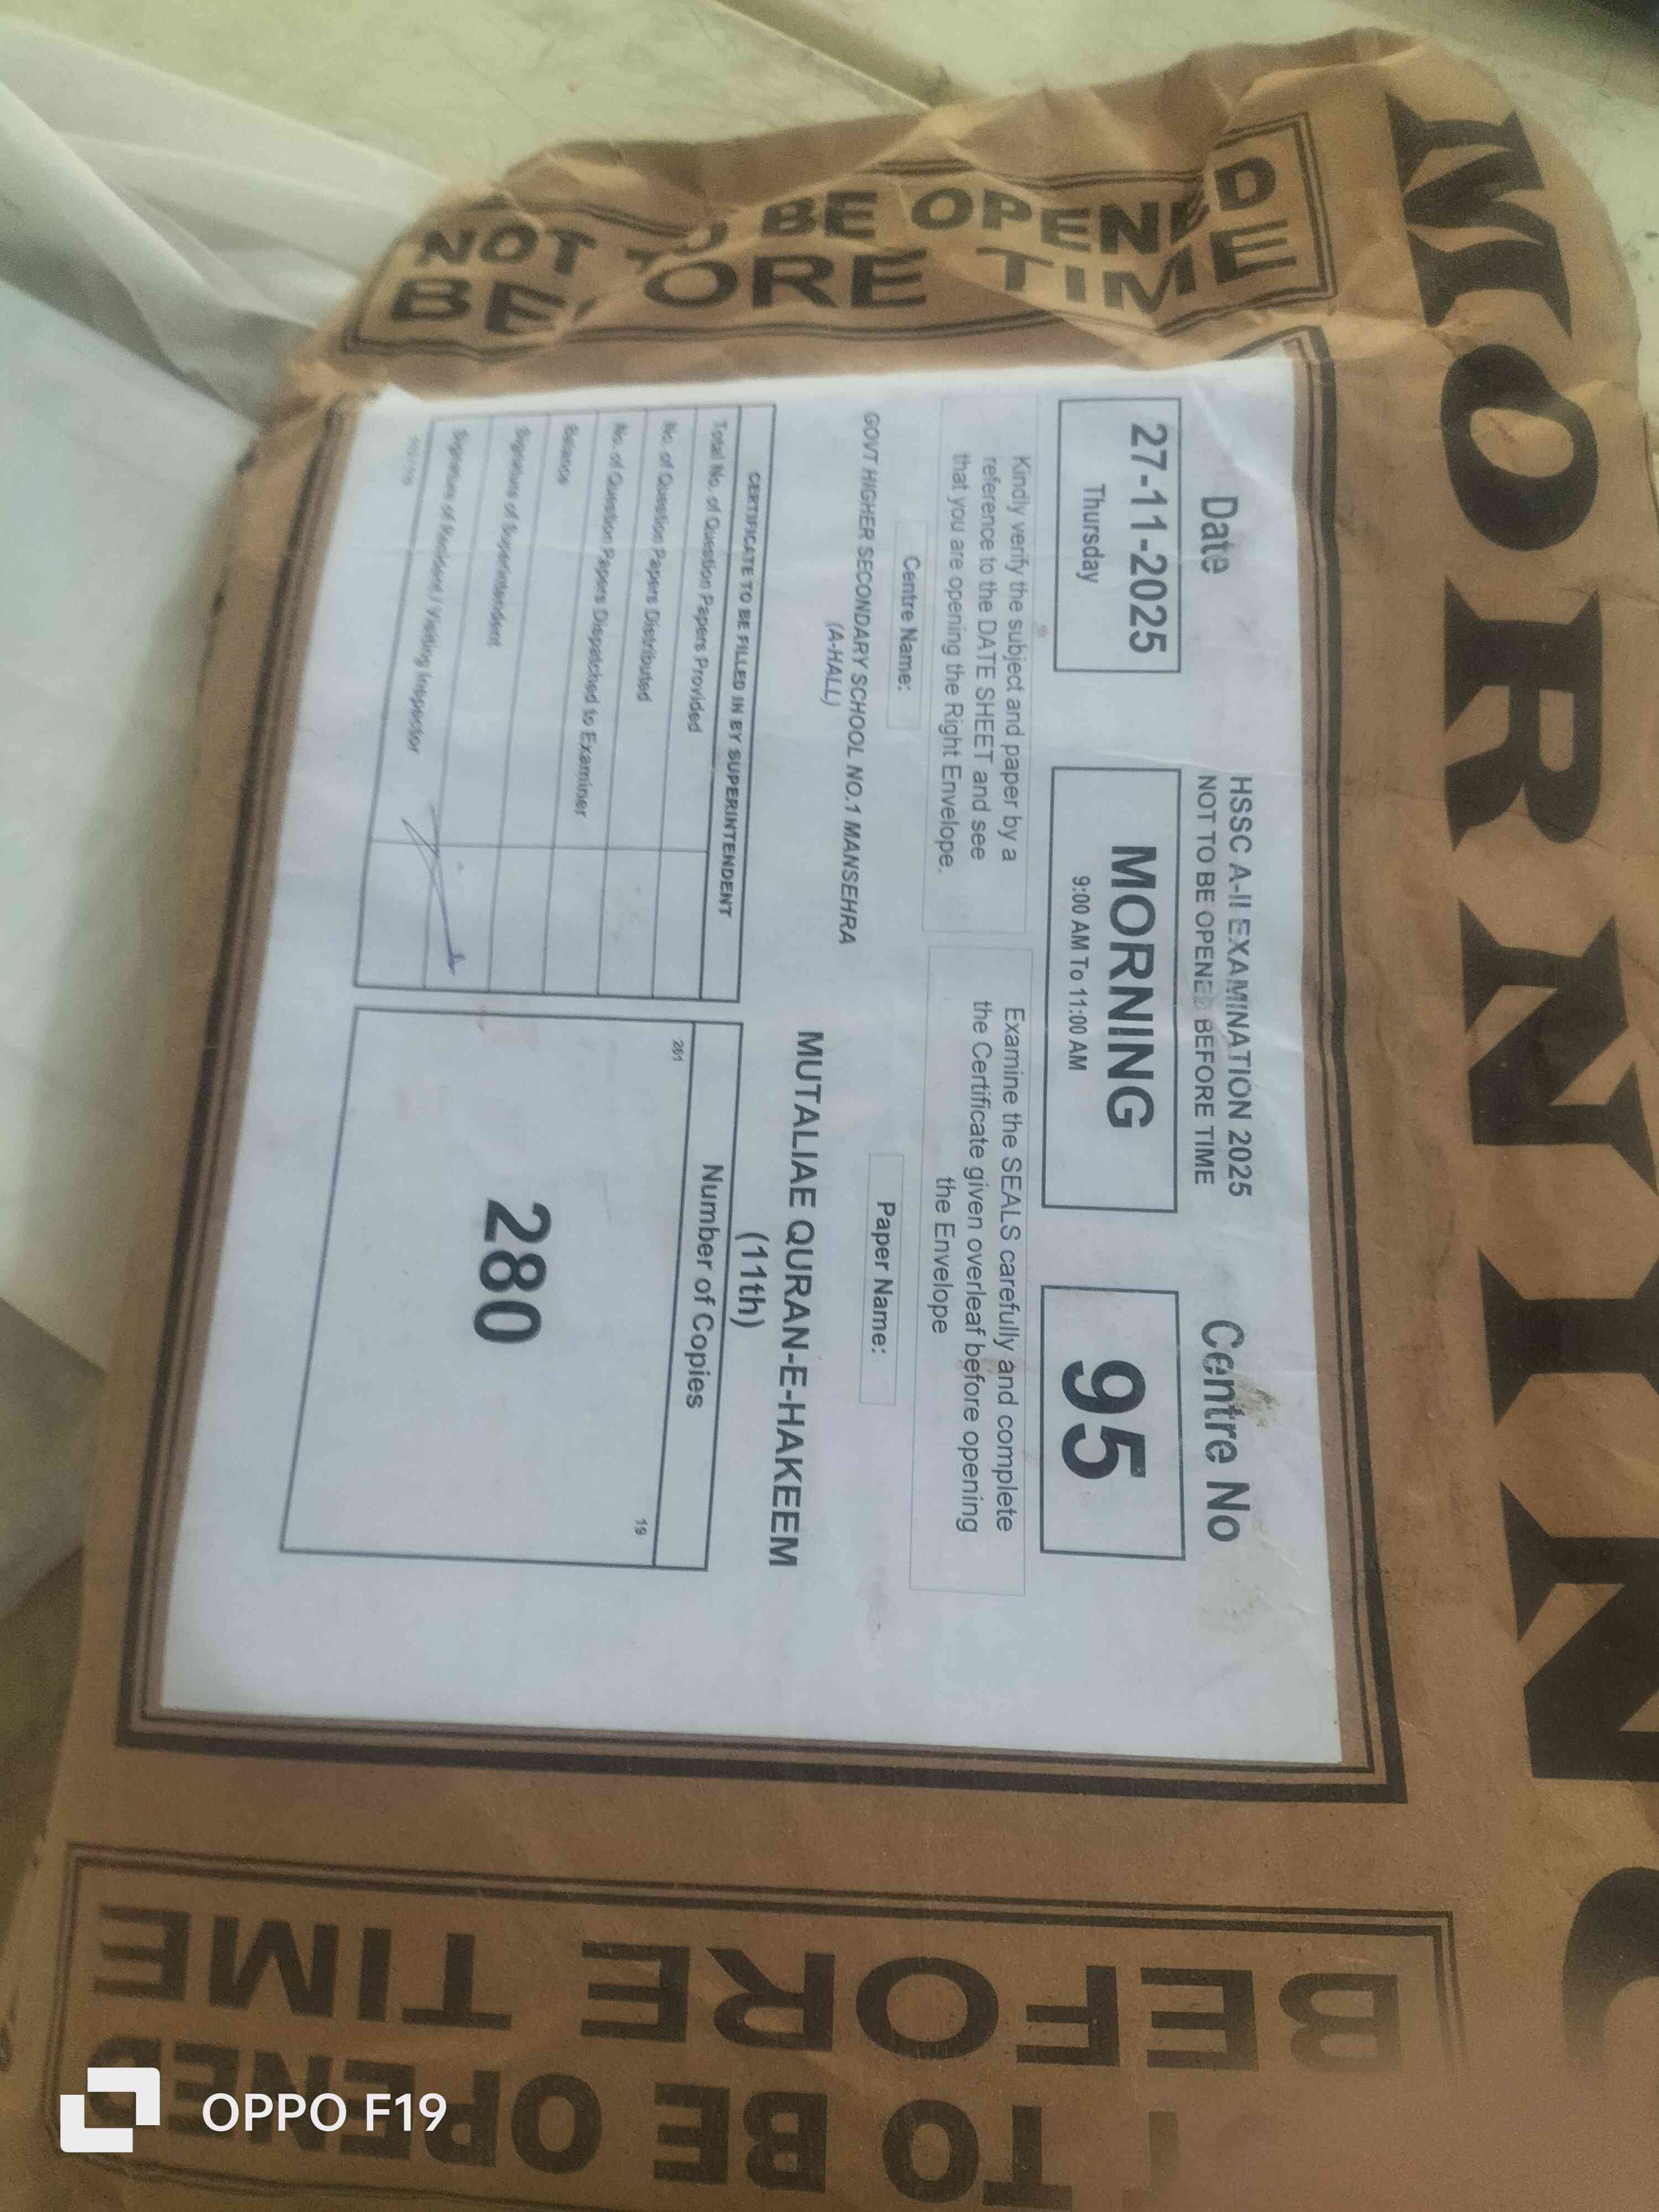 MORNING
NOT TO BE OPENED
BEFORE TIME
Date
HSSC A-II EXAMINATION 2025
NOT TO BE OPENED BEFORE TIME
Centre No
27-11-2025
Thursday
MORNING
9:00 AM To 11:00 AM
95
Kindly verify the subject and paper by a
reference to the DATE SHEET and see
that you are opening the Right Envelope.
Examine the SEALS carefully and complete
the Certificate given overleaf before opening
the Envelope
Centre Name:
Paper Name:
GOVT HIGHER SECONDARY SCHOOL NO.1 MANSEHRA
(A-HALL)
MUTALIAE QURAN-E-HAKEEM
(11th)
CERTIFICATE TO BE FILLED IN BY SUPERINTENDENT
Total No. of Question Papers Provided
No. of Question Papers Distributed
No. of Question Papers Dispatched to Examiner
Balance
Signature of Superintendent
Signature of Resident / Visiting Inspector
Number of Copies
261
19
280
TO BE OPENED
BEFORE TIME
OPPO F19